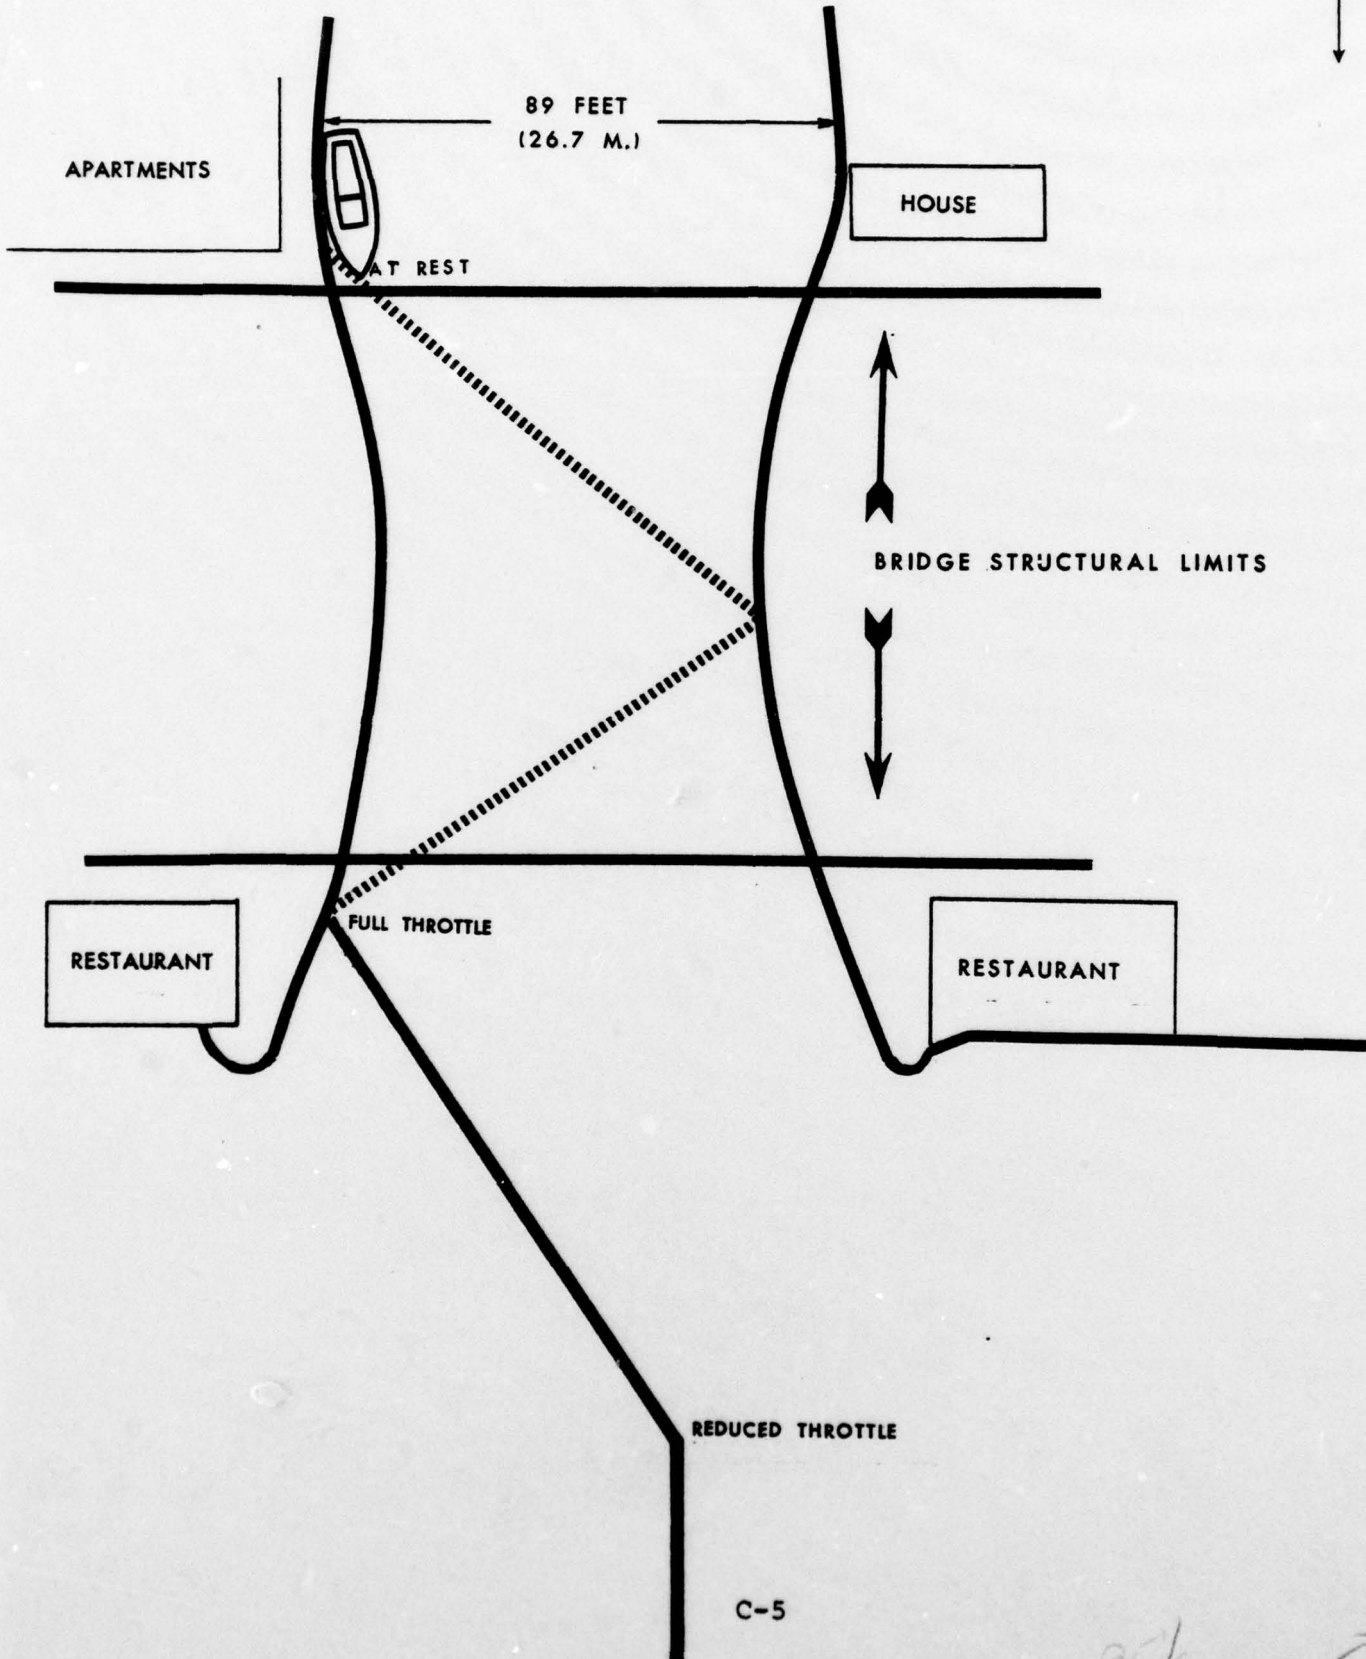 89 FEET
(26.7 M.)
APARTMENTS
HOUSE
AT REST
BRIDGE STRUCTURAL LIMITS
FULL THROTTLE
RESTAURANT
RESTAURANT
REDUCED THROTTLE
C-5